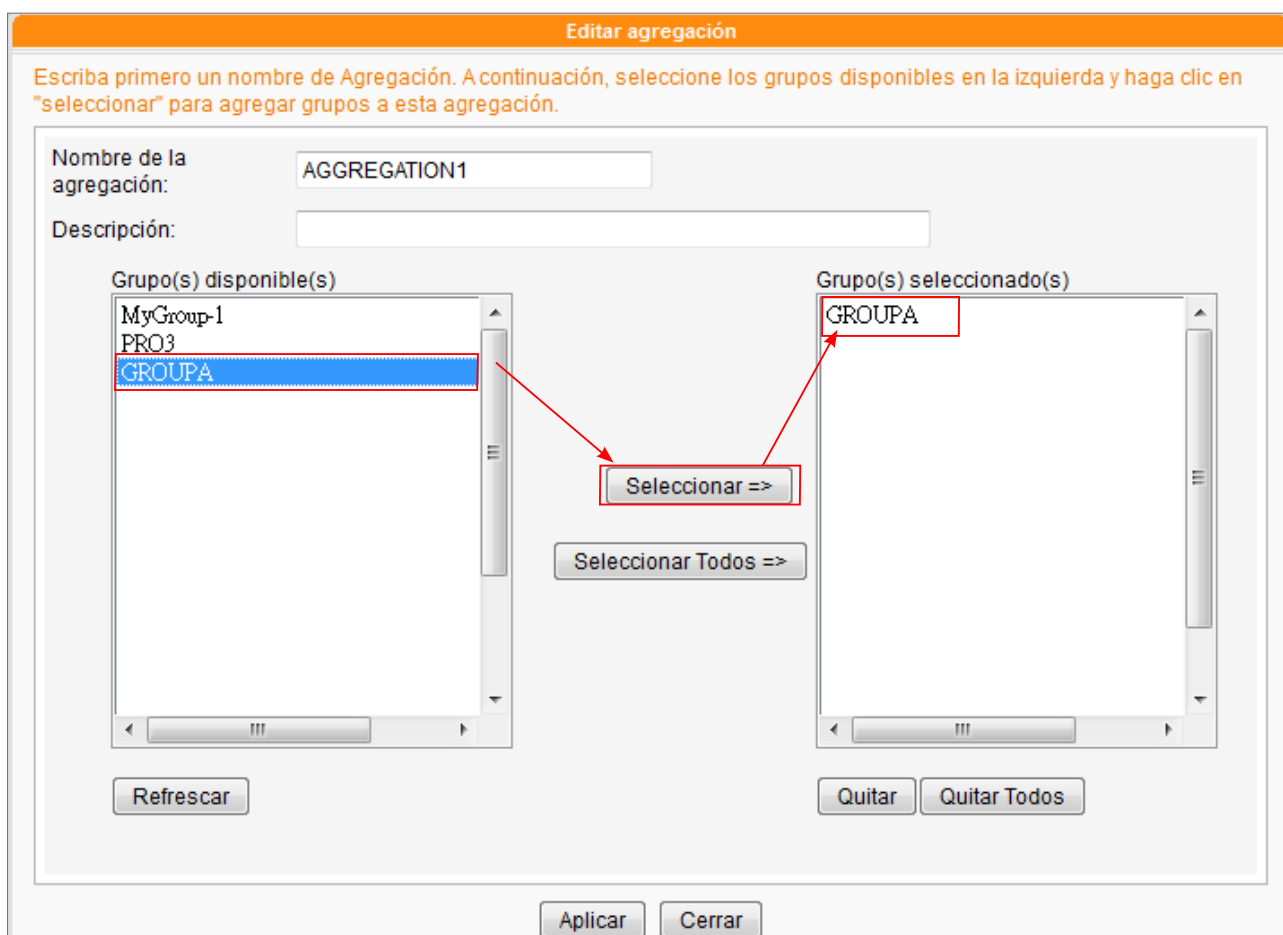 Editar agregación
Escriba primero un nombre de Agregación. A continuación, seleccione los grupos disponibles en la izquierda y haga clic en
"seleccionar" para agregar grupos a esta agregación.
Nombre de la
agregación:
AGGREGATION1
Descripción:
Grupo(s) disponible(s)
MyGroup-1
PRO3
GROUPA
Seleccionar =>
Seleccionar Todos =>
Grupo(s) seleccionado(s)
GROUPA
Refrescar
Quitar
Quitar Todos
Aplicar
Cerrar